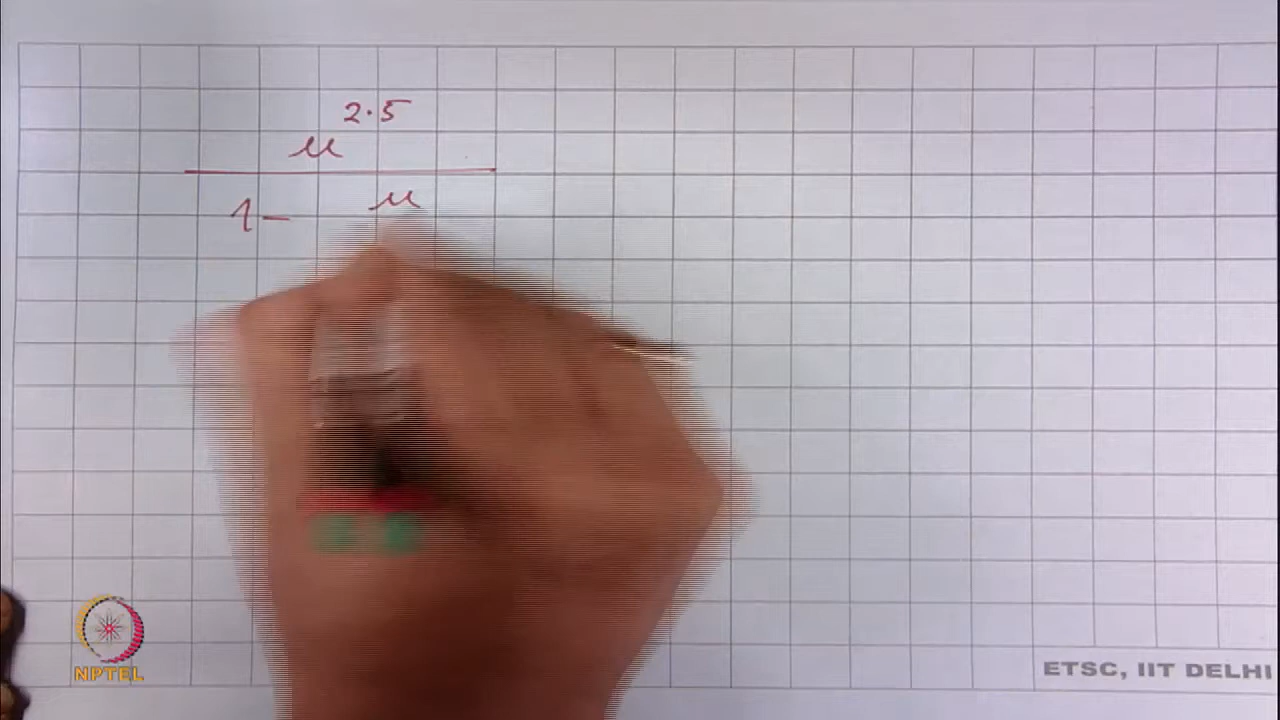 μ^2.5
1- μ
NPTEL
ETSC, IIT DELHI